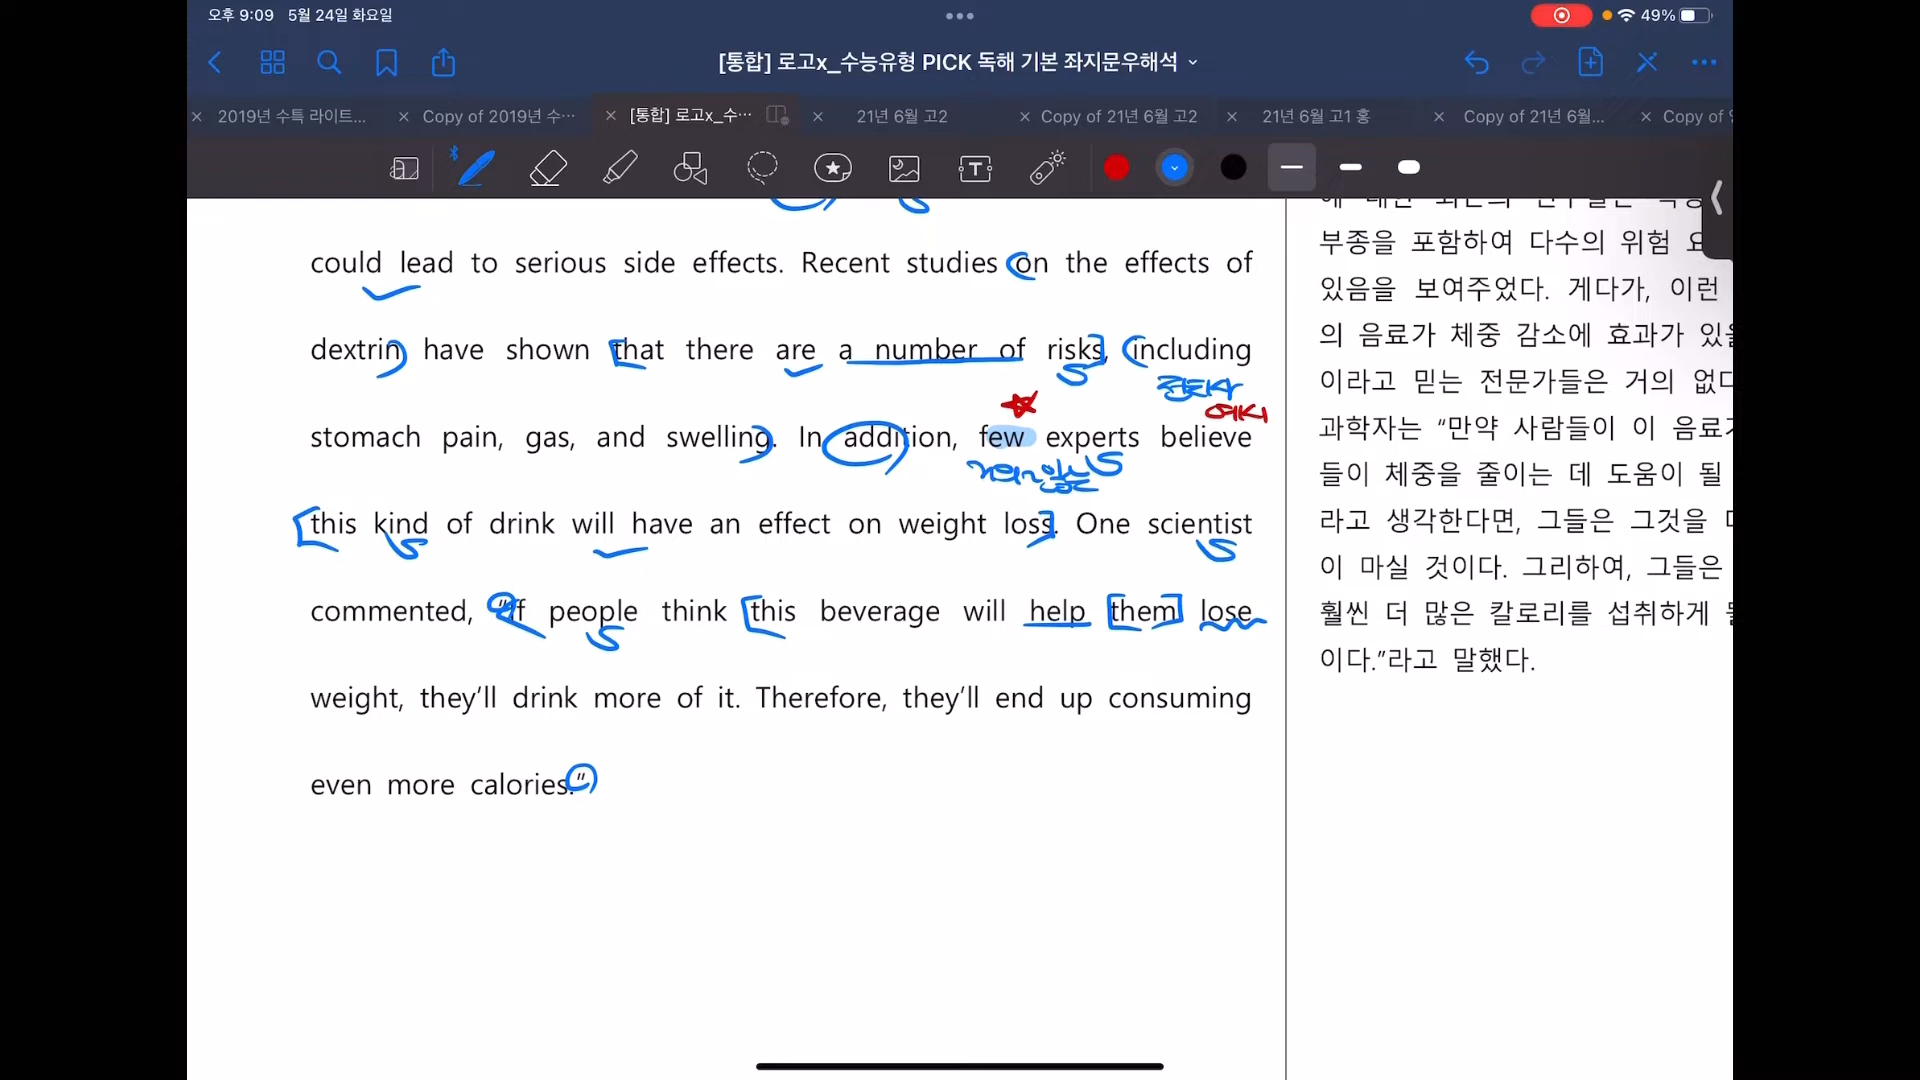 오후 9:09 5월 24일 화요일
49%
[통합] 로고x_수능유형 PICK 독해 기본 좌지문우해석
2019년 수특 라이트...
Copy of 2019년 수...
[통합] 로고x_수...
21년 6월 고2
Copy of 21년 6월 고2
21년 6월 고1 홍
Copy of 21년 6월...
Copy of
could lead to serious side effects. Recent studies on the effects of
dextrin have shown that there are a number of risks, including
전치사
예시
stomach pain, gas, and swelling. In addition, few experts believe
this kind of drink will have an effect on weight loss. One scientist
commented, “If people think this beverage will help them lose
weight, they’ll drink more of it. Therefore, they’ll end up consuming
even more calories.”
부종을 포함하여 다수의 위험
있음을 보여주었다. 게다가, 이런
의 음료가 체중 감소에 효과가
이라고 믿는 전문가들은 거의 없다
과학자는 “만약 사람들이 이 음료가
들이 체중을 줄이는 데 도움이 될
라고 생각한다면, 그들은 그것을
이 마실 것이다. 그리하여, 그들은
훨씬 더 많은 칼로리를 섭취하게
이다.”라고 말했다.